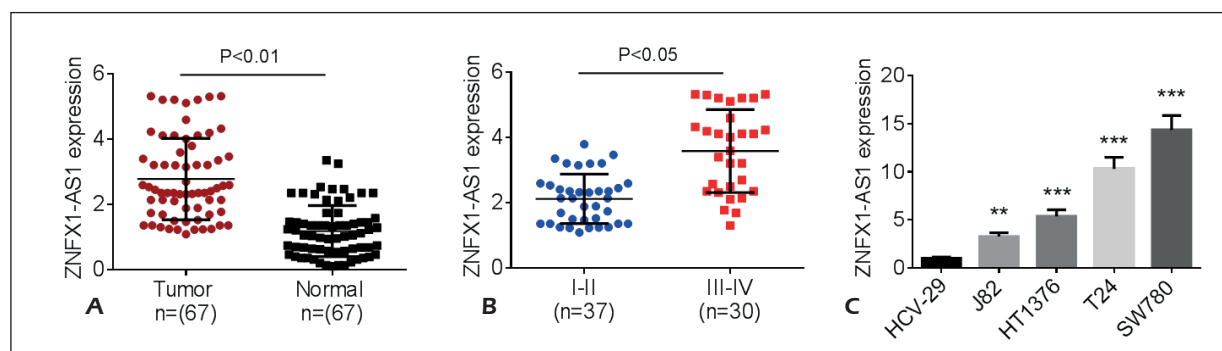 P<0.01
ZNFX1-AS1 expression
6
4
2
0
Tumor
n=(67)
Normal
n=(67)
A
P<0.05
ZNFX1-AS1 expression
6
4
2
0
I-II
(n=37)
III-IV
(n=30)
B
ZNFX1-AS1 expression
20
15
10
5
0
**
***
***
***
HCV-29
J82
HT1376
T24
SW780
C